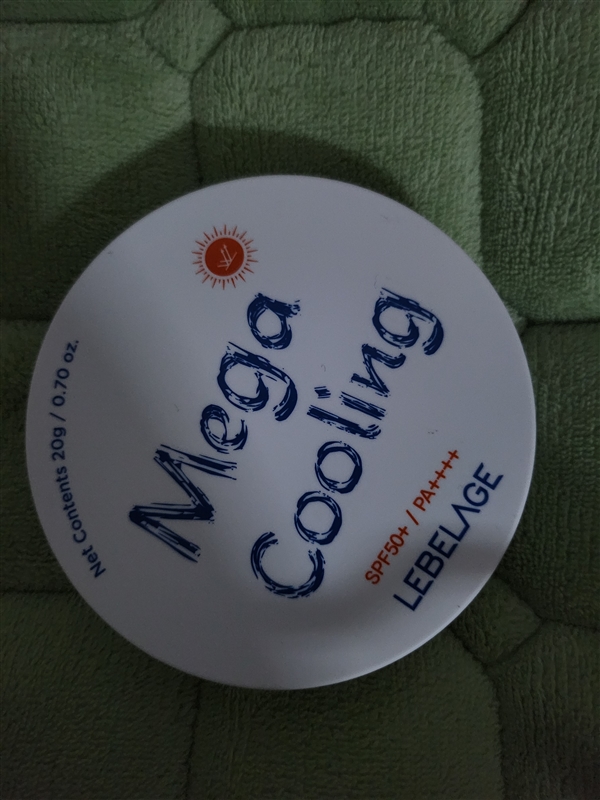 Mega
Cooling
SPF50+ / PA++++
LEBELAGE
Net Contents 20g / 0.70 oz.